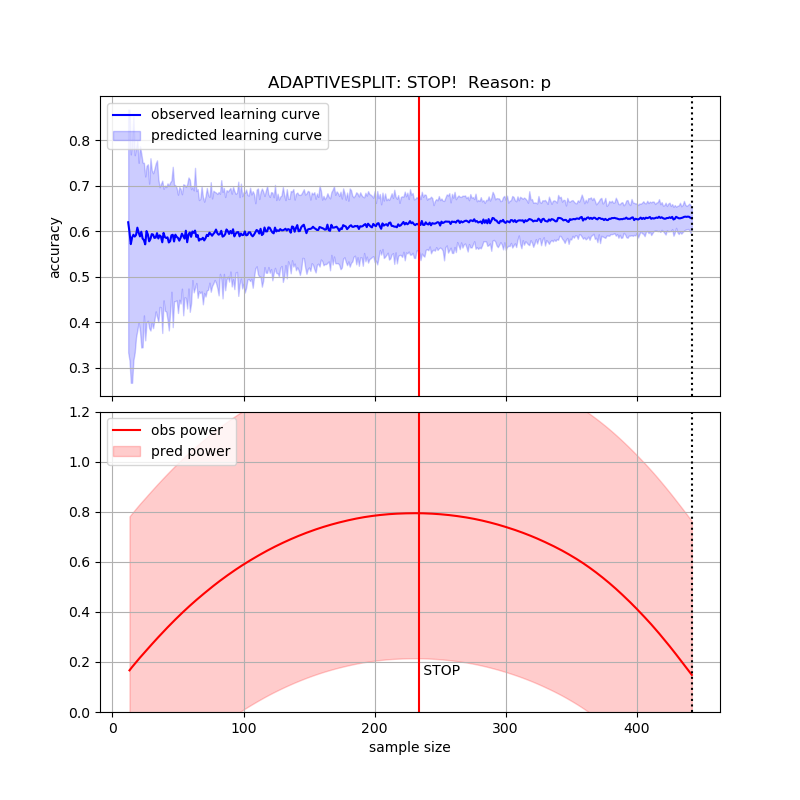 ADAPTIVESPLIT: STOP!  Reason: p
observed learning curve
predicted learning curve
0.8
0.7
0.6
0.5
0.4
0.3
accuracy
obs power
pred power
1.2
1.0
0.8
0.6
0.4
0.2
0.0
STOP
0 100 200 300 400
sample size